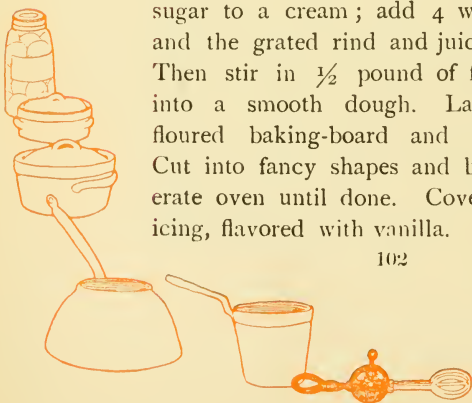 sugar to a cream; add 4 w
and the grated rind and juic
Then stir in ½ pound of f
into a smooth dough. La
floured baking-board and
Cut into fancy shapes and b
erate oven until done. Cove
icing, flavored with vanilla.
102